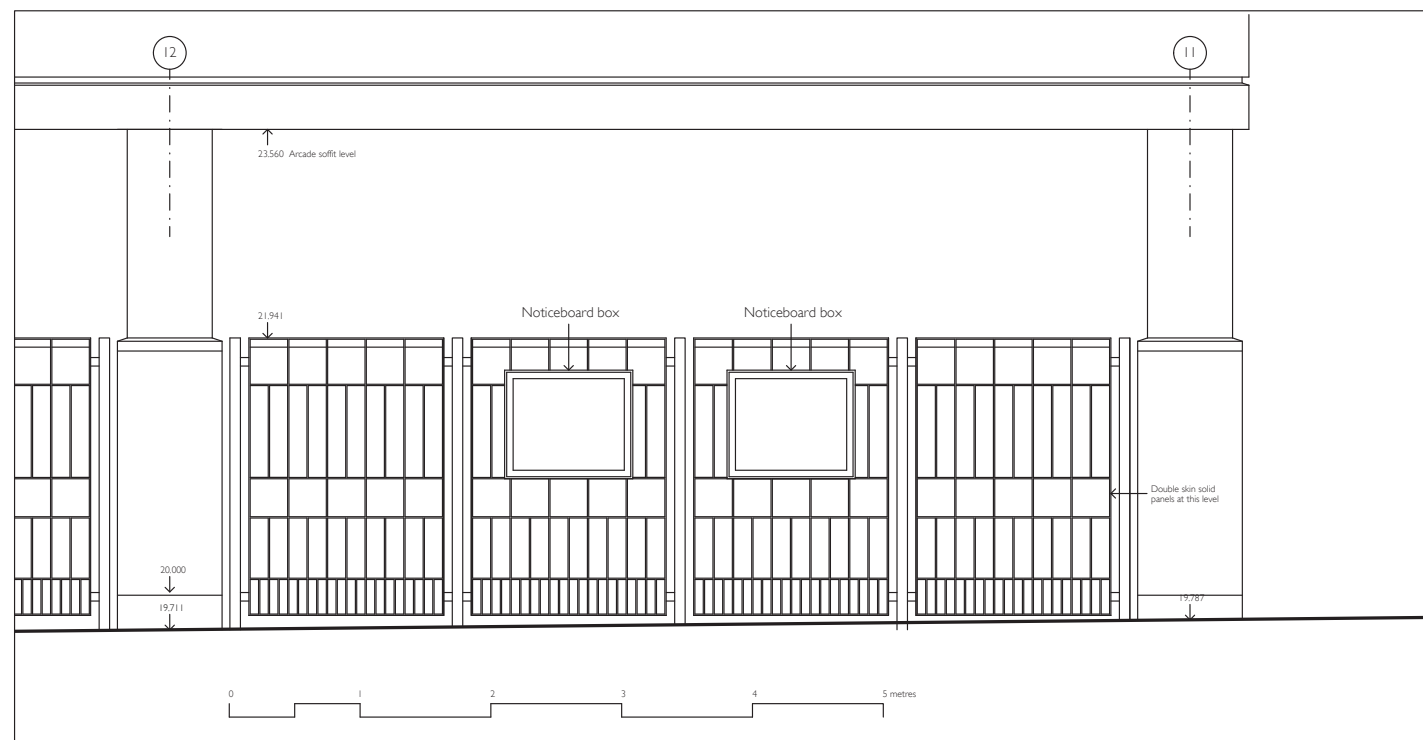 12
11
23.560 Arcade soffit level
21.941
Noticeboard box
Noticeboard box
Double skin solid
panels at this level
20.000
19.711
19.787
0
1
2
3
4
5 metres